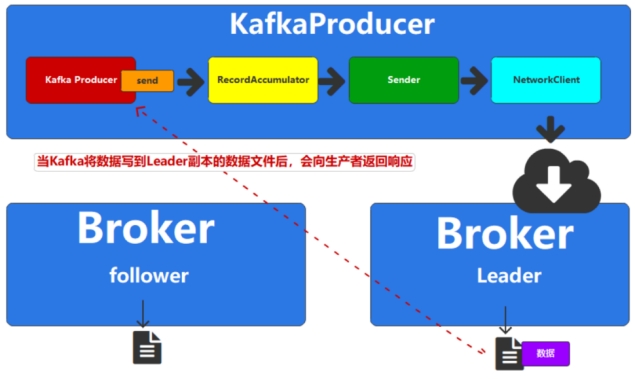 KafkaProducer
Kafka Producer
send
RecordAccumulator
Sender
NetworkClient
当Kafka将数据写到Leader副本的数据文件后，会向生产者返回响应
Broker
follower
Broker
Leader
数据